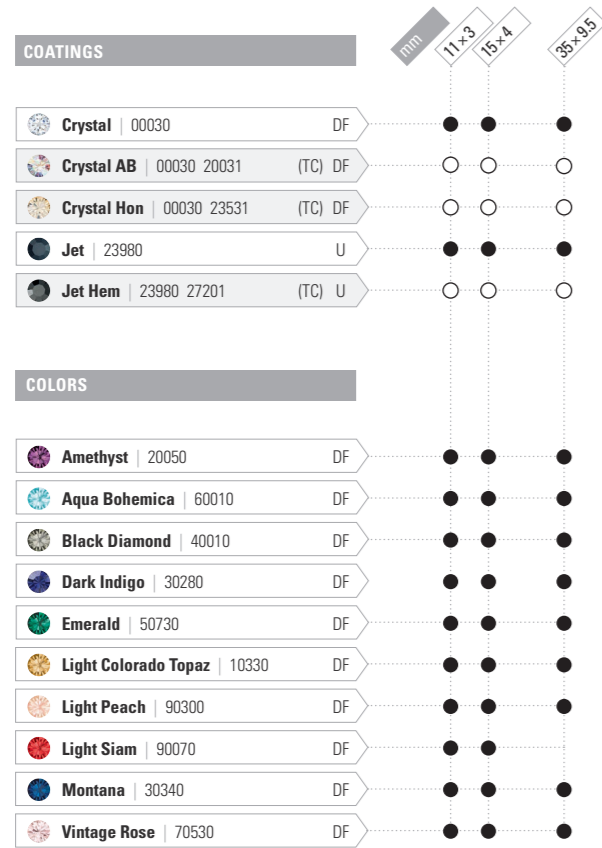 mm 11×3 15×4 35×9.5
COATINGS
Crystal | 00030 DF
Crystal AB | 00030 20031 (TC) DF
Crystal Hon | 00030 23531 (TC) DF
Jet | 23980 U
Jet Hem | 23980 27201 (TC) U
COLORS
Amethyst | 20050 DF
Aqua Bohemica | 60010 DF
Black Diamond | 40010 DF
Dark Indigo | 30280 DF
Emerald | 50730 DF
Light Colorado Topaz | 10330 DF
Light Peach | 90300 DF
Light Siam | 90070 DF
Montana | 30340 DF
Vintage Rose | 70530 DF